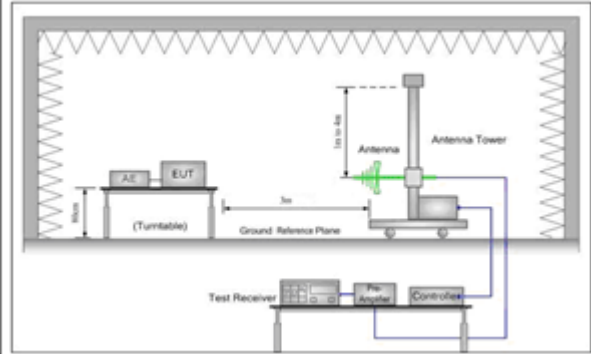 1m to 4m
Antenna
Antenna Tower
AE
EUT
80cm
(Turntable)
3m
Ground Reference Plane
Test Receiver
Pre-
Amplifier
Controller